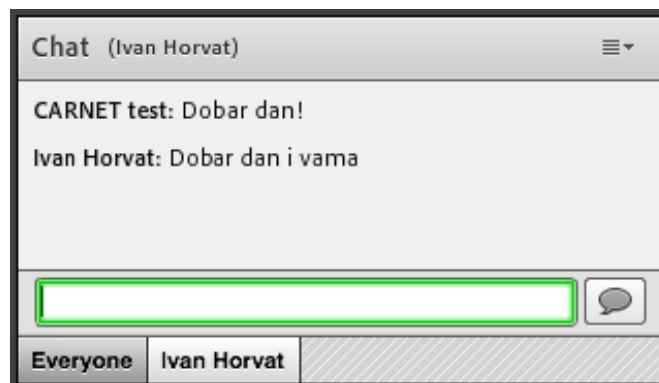 Chat (Ivan Horvat)
CARNET test: Dobar dan!
Ivan Horvat: Dobar dan i vama
Everyone Ivan Horvat